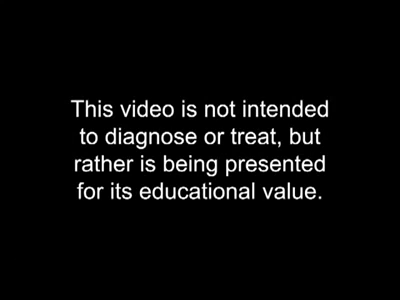 This video is not intended
to diagnose or treat, but
rather is being presented
for its educational value.